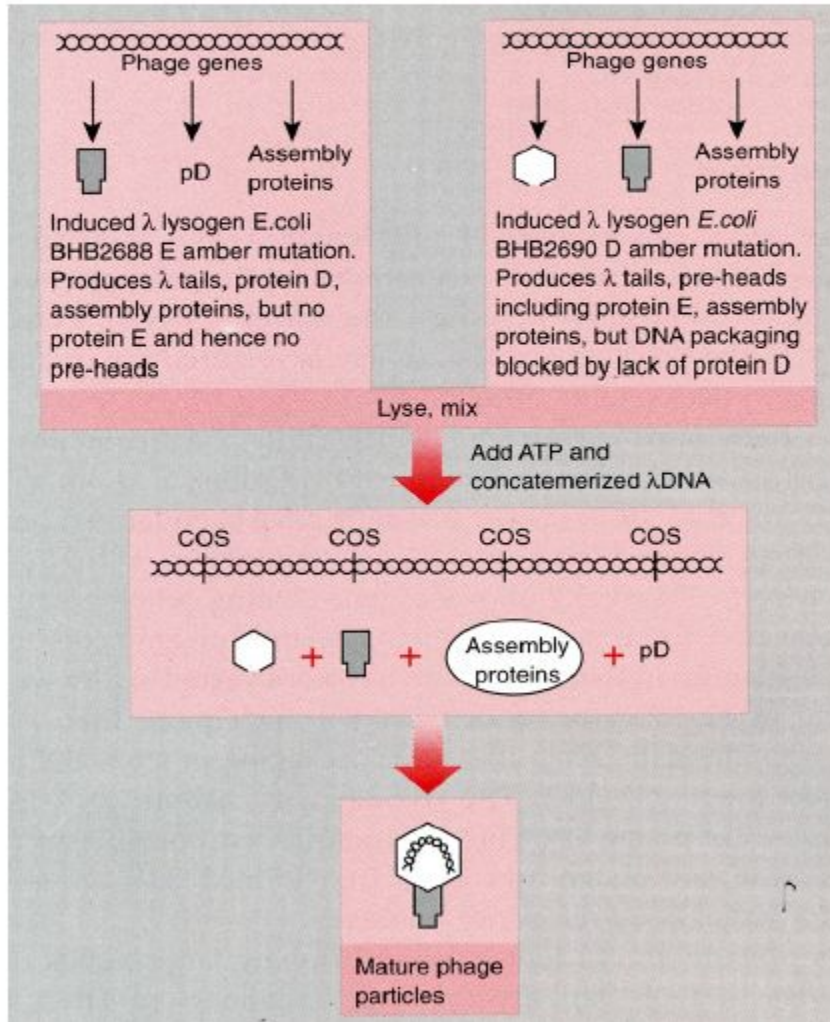 Phage genes
pD
Assembly
proteins
Induced λ lysogen E.coli
BHB2688 E amber mutation.
Produces λ tails, protein D,
assembly proteins, but no
protein E and hence no
pre-heads
Phage genes
Assembly
proteins
Induced λ lysogen E.coli
BHB2690 D amber mutation.
Produces λ tails, pre-heads
including protein E, assembly
proteins, but DNA packaging
blocked by lack of protein D
Lyse, mix
Add ATP and
concatemerized λDNA
COS COS COS COS
+ + Assembly
proteins + pD
Mature phage
particles